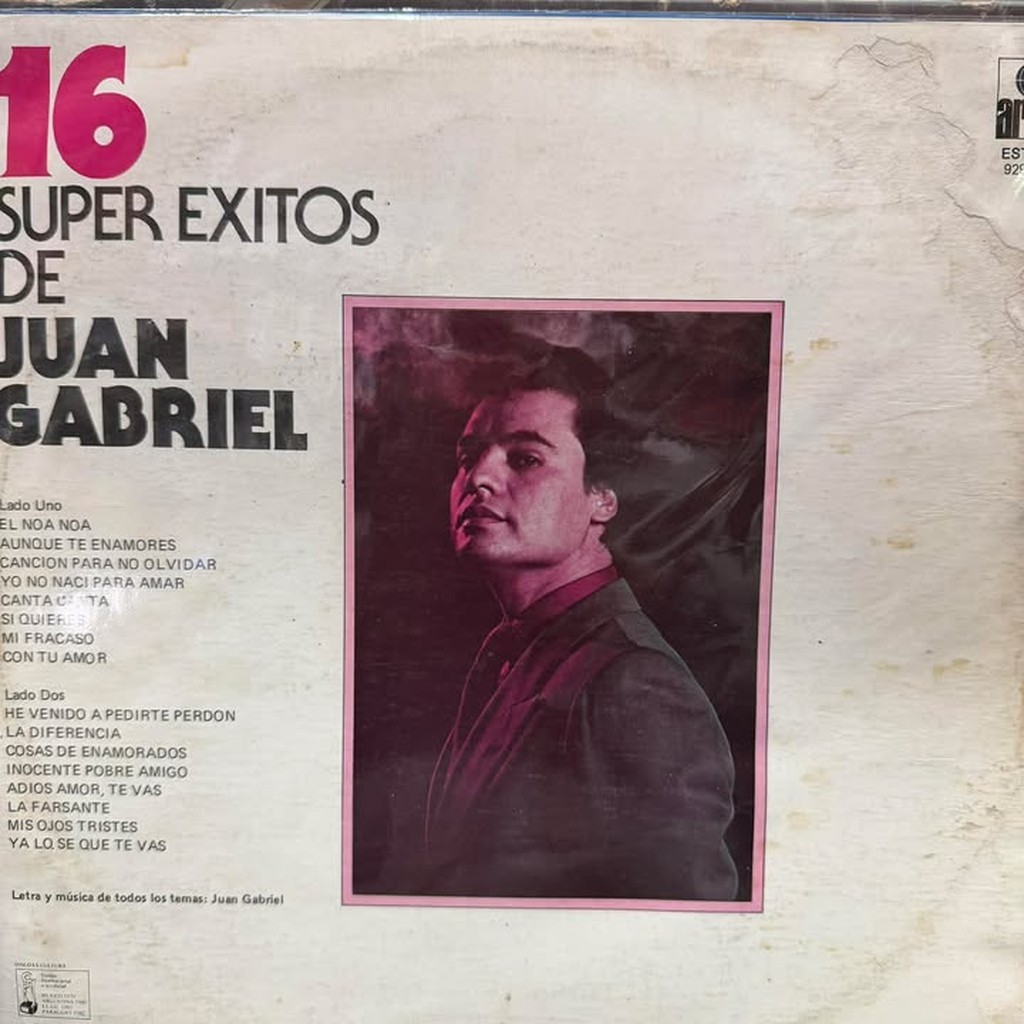 16
SUPER EXITOS
DE
JUAN
GABRIEL
Lado Uno
EL NOA NOA
AUNQUE TE ENAMORES
CANCION PARA NO OLVIDAR
YO NO NACI PARA AMAR
CANTA
SI QUIERES
MI FRACASO
CON TU AMOR
Lado Dos
HE VENIDO A PEDIRTE PERDON
LA DIFERENCIA
COSAS DE ENAMORADOS
INOCENTE POBRE AMIGO
ADIOS AMOR, TE VAS
LA FARSANTE
MIS OJOS TRISTES
YA LO SE QUE TE VAS
Letra y música de todos los temas: Juan Gabriel